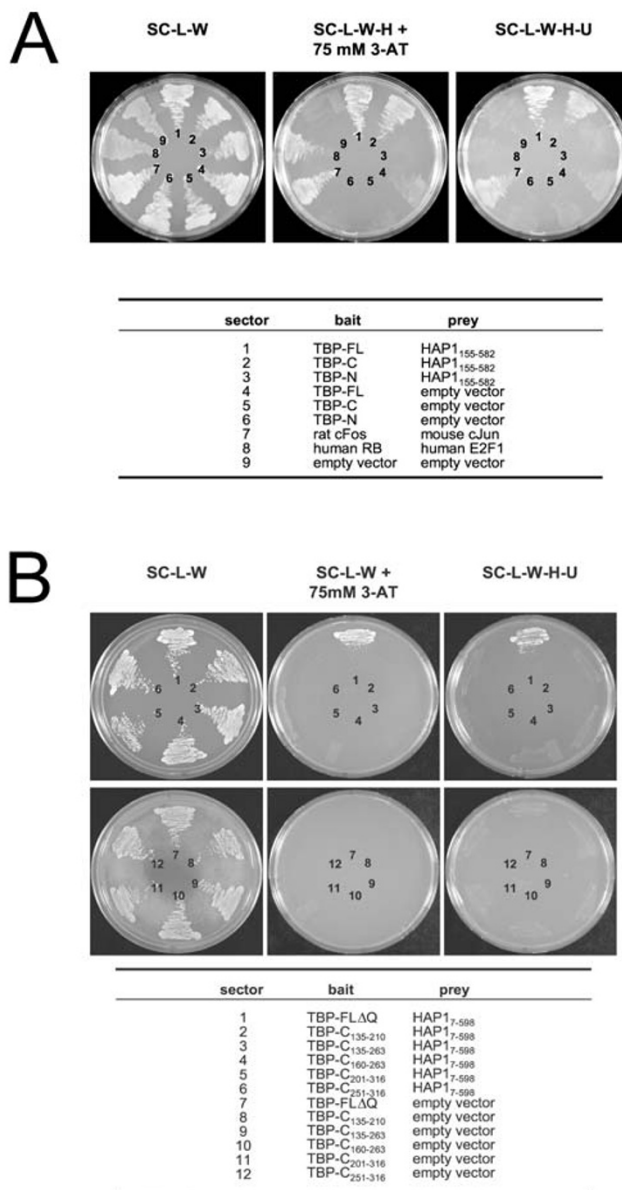 A
SC-L-W
SC-L-W-H +
75 mM 3-AT
SC-L-W-H-U
1 2 3 4 5 6 7 8 9
1 2 3 4 5 6 7 8 9
1 2 3 4 5 6 7 8 9
sector bait prey
1 TBP-FL HAP1155-582
2 TBP-C HAP1155-582
3 TBP-N HAP1155-582
4 TBP-FL empty vector
5 TBP-C empty vector
6 TBP-N empty vector
7 rat cFos mouse cJun
8 human RB human E2F1
9 empty vector empty vector
B
SC-L-W
SC-L-W +
75mM 3-AT
SC-L-W-H-U
1 2 3 4 5 6
1 2 3 4 5 6
1 2 3 4 5 6
7 8 9 10 11 12
7 8 9 10 11 12
7 8 9 10 11 12
sector bait prey
1 TBP-FLΔQ HAP17-598
2 TBP-C135-210 HAP17-598
3 TBP-C135-263 HAP17-598
4 TBP-C160-263 HAP17-598
5 TBP-C201-316 HAP17-598
6 TBP-C251-316 HAP17-598
7 TBP-FLΔQ empty vector
8 TBP-C135-210 empty vector
9 TBP-C135-263 empty vector
10 TBP-C160-263 empty vector
11 TBP-C201-316 empty vector
12 TBP-C251-316 empty vector